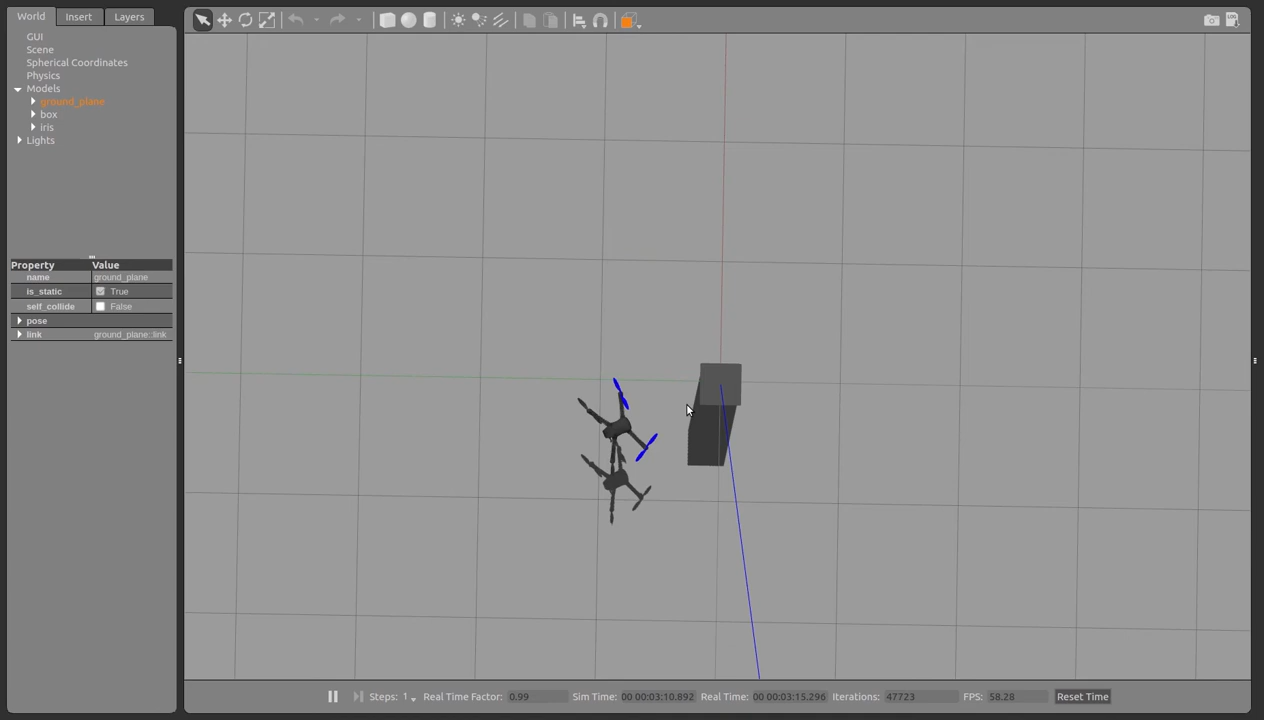 World Insert Layers
GUI
Scene
Spherical Coordinates
Physics
Models
ground_plane
box
iris
Lights
Property Value
name ground_plane
is_static True
self_collide False
pose
link ground_plane::link
LOG
Steps: 1 Real Time Factor: 0.99 Sim Time: 00 00:03:10.892 Real Time: 00 00:03:15.296 Iterations: 47723 FPS: 58.28 Reset Time